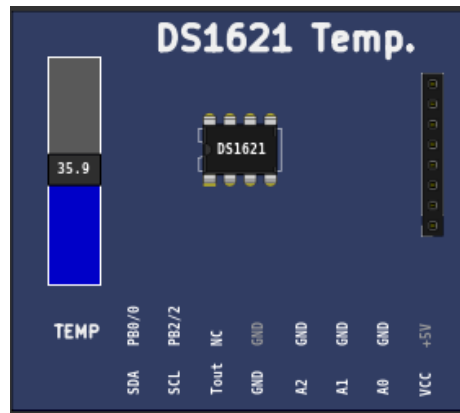 DS1621 Temp.
DS1621
35.9
TEMP
PB0/0 PB2/2 NC GND GND GND GND +5V
SDA SCL Tout GND A2 A1 A0 VCC